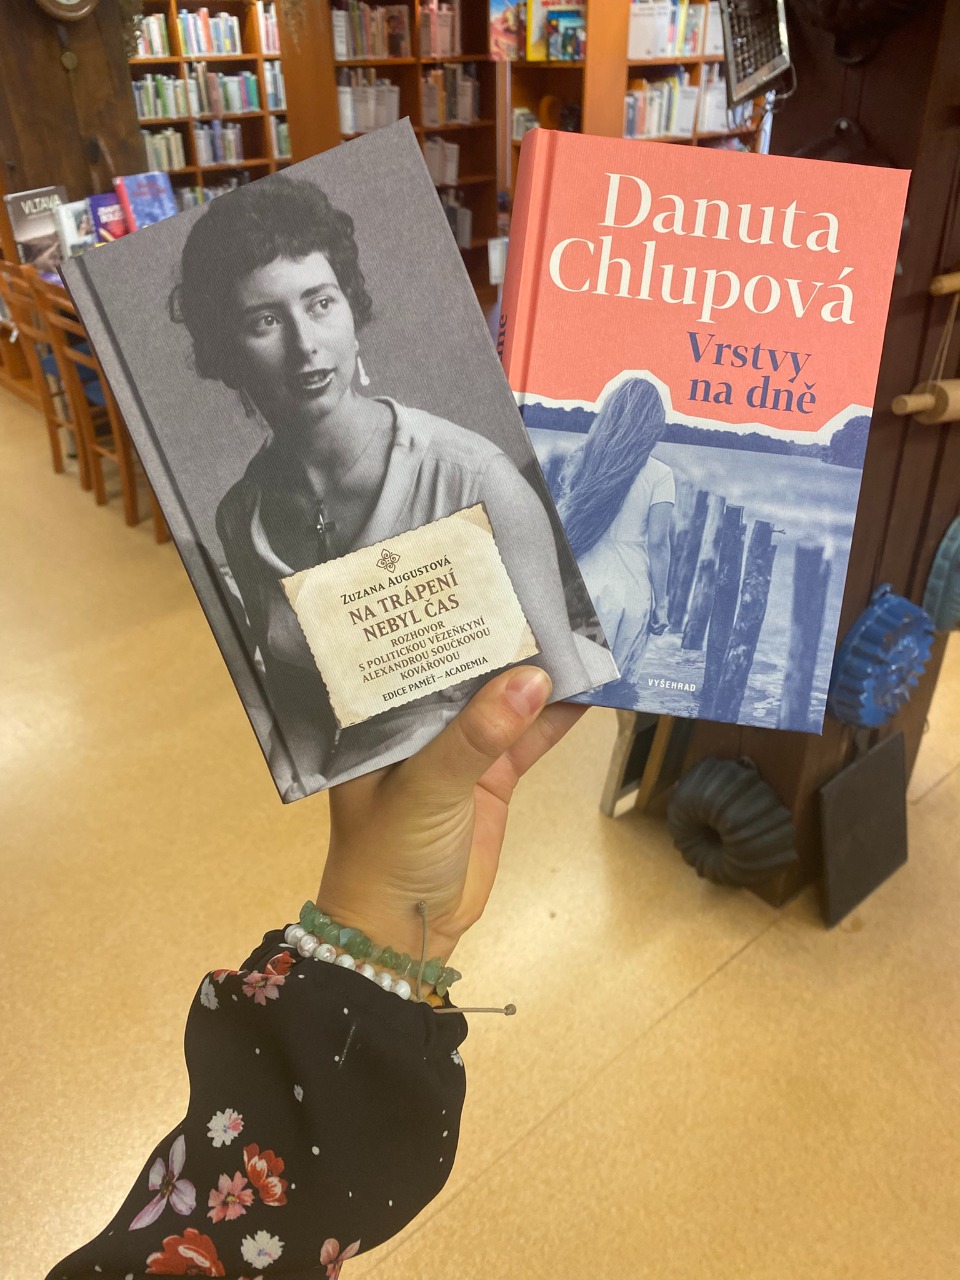 VLTAVA
ZUZANA AUGUSTOVÁ
NA TRÁPENÍ
NEBYL ČAS
ROZHOVOR
S POLITICKOU VĚZEŇKYNÍ
ALEXANDROU SOUČKOVOU
KOVÁŘOVOU
EDICE PAMĚŤ – ACADEMIA
Danuta
Chlupová
Vrstvy
na dně
VYŠEHRAD
dně